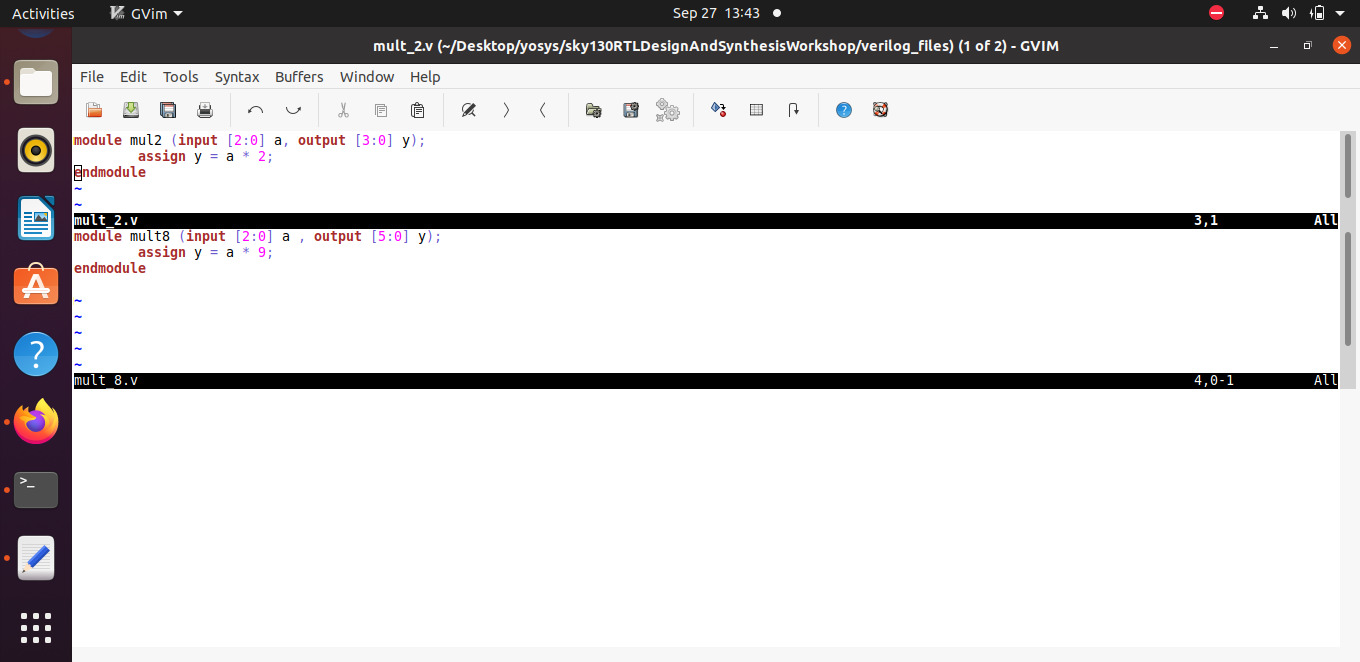 Activities GVim Sep 27 13:43
mult_2.v (~/Desktop/yosys/sky130RTLDesignAndSynthesisWorkshop/verilog_files) (1 of 2) - GVIM
File Edit Tools Syntax Buffers Window Help
module mul2 (input [2:0] a, output [3:0] y);
assign y = a * 2;
endmodule
~
~
mult_2.v 3,1 All
module mult8 (input [2:0] a , output [5:0] y);
assign y = a * 9;
endmodule
~
~
~
~
~
mult_8.v 4,0-1 All